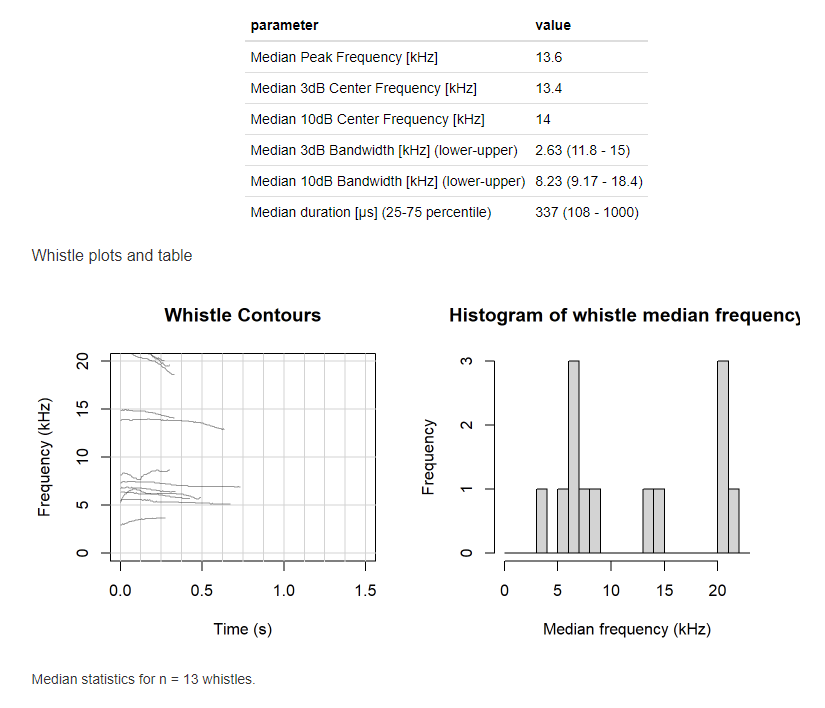 parameter value
Median Peak Frequency [kHz] 13.6
Median 3dB Center Frequency [kHz] 13.4
Median 10dB Center Frequency [kHz] 14
Median 3dB Bandwidth [kHz] (lower-upper) 2.63 (11.8 - 15)
Median 10dB Bandwidth [kHz] (lower-upper) 8.23 (9.17 - 18.4)
Median duration [µs] (25-75 percentile) 337 (108 - 1000)
Whistle plots and table
Whistle Contours
Frequency (kHz)
20
15
10
5
0
0.0 0.5 1.0 1.5
Time (s)
Histogram of whistle median frequency
Frequency
3
2
1
0
0 5 10 15 20
Median frequency (kHz)
Median statistics for n = 13 whistles.